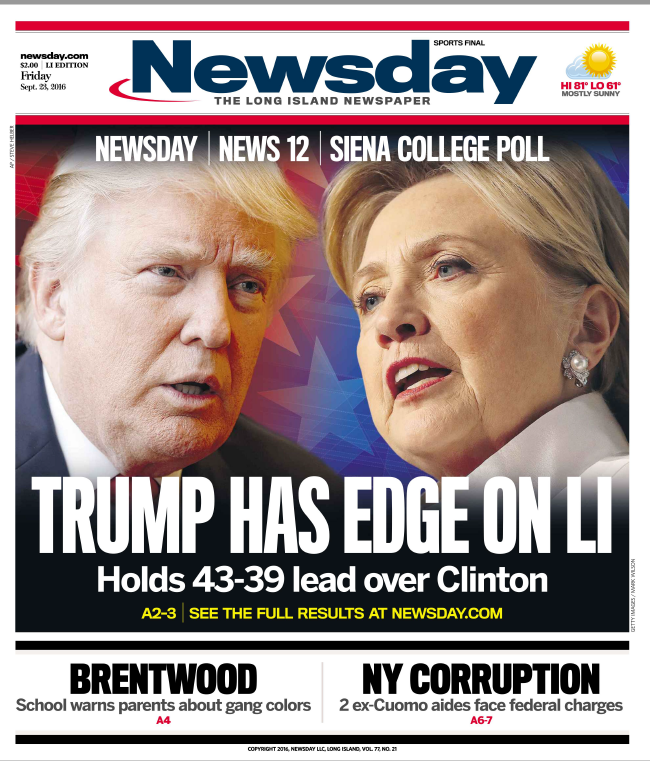 newsday.com
$2.00 | LI EDITION
Friday
Sept. 23, 2016
SPORTS FINAL
Newsday
THE LONG ISLAND NEWSPAPER
HI 81° LO 61°
MOSTLY SUNNY
AP / STEVE HELBER
NEWSDAY | NEWS 12 | SIENA COLLEGE POLL
TRUMP HAS EDGE ON LI
Holds 43-39 lead over Clinton
A2-3 | SEE THE FULL RESULTS AT NEWSDAY.COM
GETTY IMAGES / MARK WILSON
BRENTWOOD
School warns parents about gang colors
A4
NY CORRUPTION
2 ex-Cuomo aides face federal charges
A6-7
COPYRIGHT 2016, NEWSDAY LLC, LONG ISLAND, VOL. 77, NO. 21